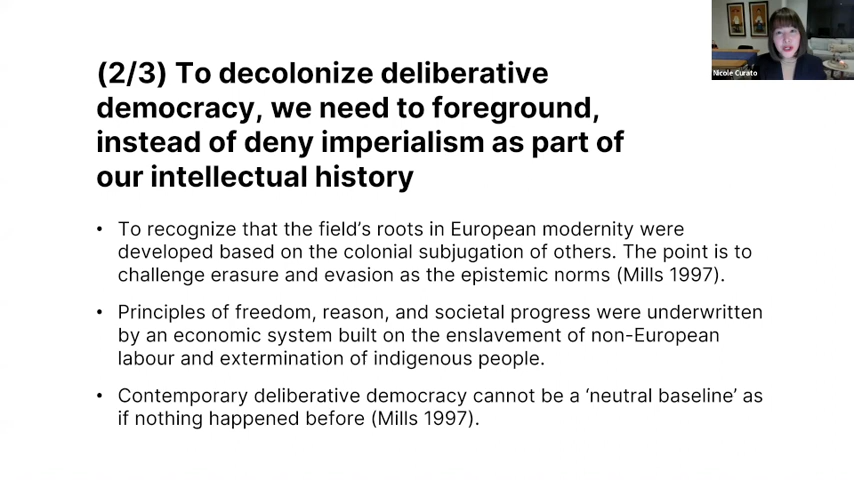 (2/3) To decolonize deliberative
democracy, we need to foreground,
instead of deny imperialism as part of
our intellectual history
• To recognize that the field's roots in European modernity were
developed based on the colonial subjugation of others. The point is to
challenge erasure and evasion as the epistemic norms (Mills 1997).
• Principles of freedom, reason, and societal progress were underwritten
by an economic system built on the enslavement of non-European
labour and extermination of indigenous people.
• Contemporary deliberative democracy cannot be a ‘neutral baseline’ as
if nothing happened before (Mills 1997).
Nicole Curato